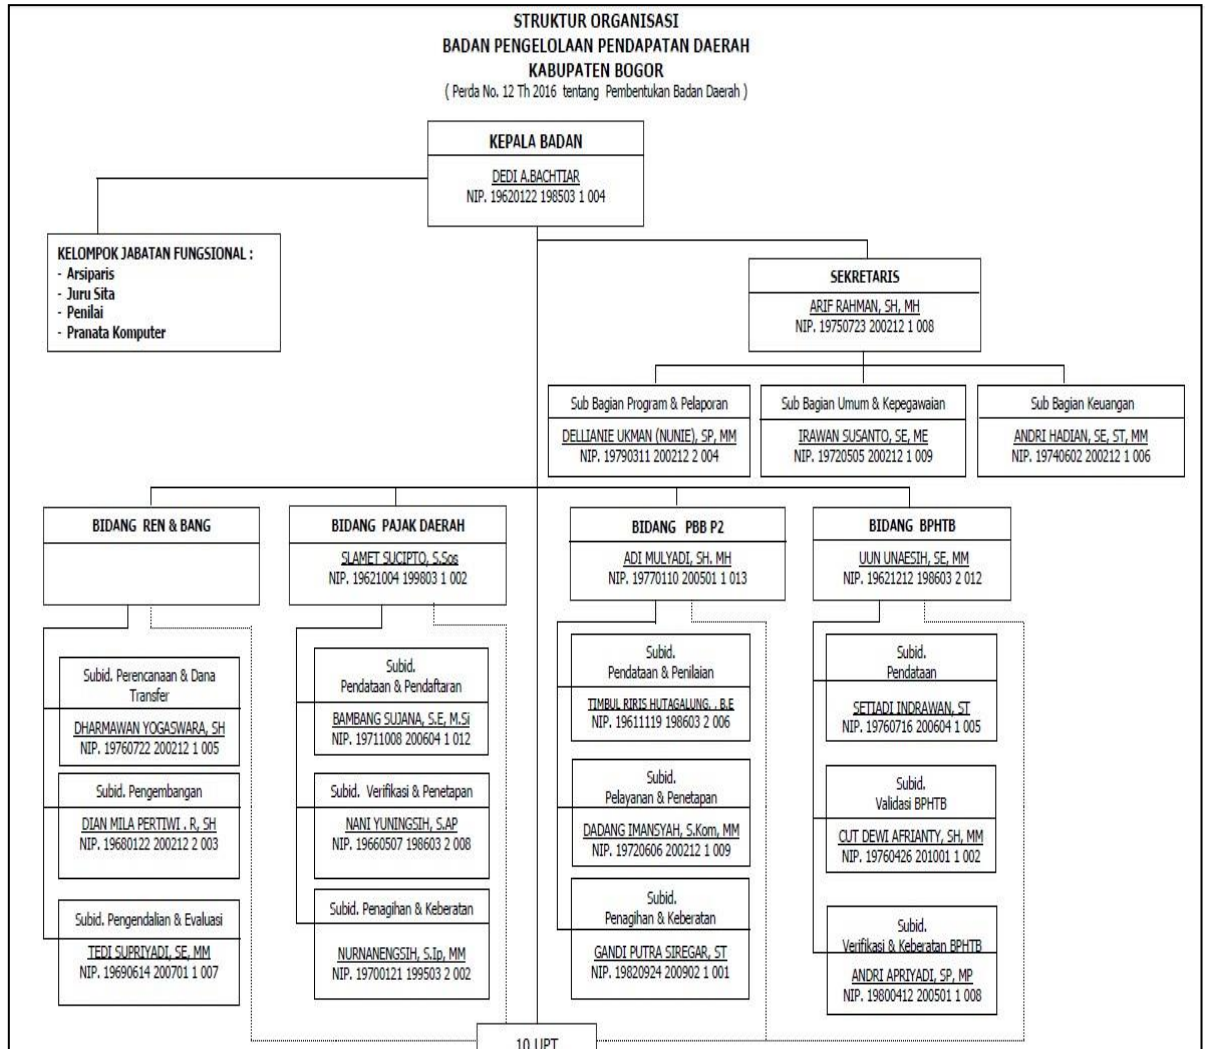 STRUKTUR ORGANISASI
BADAN PENGELOLAAN PENDAPATAN DAERAH
KABUPATEN BOGOR
( Perda No. 12 Th 2016 tentang Pembentukan Badan Daerah )
KEPALA BADAN
DEDI A.BACHTIAR
NIP. 19620122 198503 1 004
KELOMPOK JABATAN FUNGSIONAL :
- Arsiparis
- Juru Sita
- Penilai
- Pranata Komputer
SEKRETARIS
ARIF RAHMAN, SH, MH
NIP. 19750723 200212 1 008
Sub Bagian Program & Pelaporan
DELLIANIE UKMAN (NUNIE), SP, MM
NIP. 19790311 200212 2 004
Sub Bagian Umum & Kepegawaian
IRAWAN SUSANTO, SE, ME
NIP. 19720505 200212 1 009
Sub Bagian Keuangan
ANDRI HADIAN, SE, ST, MM
NIP. 19740602 200212 1 006
BIDANG REN & BANG
BIDANG PAJAK DAERAH
SLAMET SUCIPTO, S.Sos
NIP. 19621004 199803 1 002
BIDANG PBB P2
ADI MULYADI, SH. MH
NIP. 19770110 200501 1 013
BIDANG BPHTB
UUN UNAESIH, SE, MM
NIP. 19621212 198603 2 012
Subid. Perencanaan & Dana
Transfer
DHARMAWAN YOGASWARA, SH
NIP. 19760722 200212 1 005
Subid. Pengembangan
DIAN MILA PERTIWI . R, SH
NIP. 19680122 200212 2 003
Subid. Pengendalian & Evaluasi
TEDI SUPRIYADI, SE, MM
NIP. 19690614 200701 1 007
Subid.
Pendataan & Pendaftaran
BAMBANG SUJANA, S.E, M.Si
NIP. 19711008 200604 1 012
Subid. Verifikasi & Penetapan
NANI YUNINGSIH, S.AP
NIP. 19660507 198603 2 008
Subid. Penagihan & Keberatan
NURNANENGSIH, S.Ip, MM
NIP. 19700121 199503 2 002
Subid.
Pendataan & Penilaian
TIMBUL RIRIS HUTAGALUNG. . B.E
NIP. 19611119 198603 2 006
Subid.
Pelayanan & Penetapan
DADANG IMANSYAH, S.Kom, MM
NIP. 19720606 200212 1 009
Subid.
Penagihan & Keberatan
GANDI PUTRA SIREGAR, ST
NIP. 19820924 200902 1 001
Subid.
Pendataan
SETIADI INDRAWAN, ST
NIP. 19760716 200604 1 005
Subid.
Validasi BPHTB
CUT DEWI AFRIANTY, SH, MM
NIP. 19760426 201001 1 002
Subid.
Verifikasi & Keberatan BPHTB
ANDRI APRIYADI, SP, MP
NIP. 19800412 200501 1 008
10 UPT